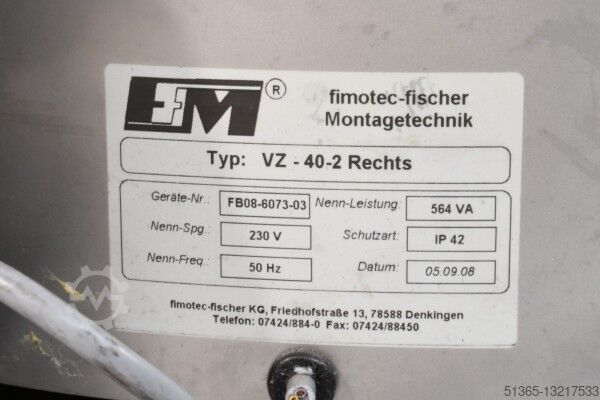 FM ®
fimotec-fischer
Montagetechnik
Typ: VZ - 40-2 Rechts
Geräte-Nr.: FB08-6073-03 Nenn-Leistung: 564 VA
Nenn-Spg.: 230 V Schutzart: IP 42
Nenn-Freq.: 50 Hz Datum: 05.09.08
fimotec-fischer KG, Friedhofstraße 13, 78588 Denkingen
Telefon: 07424/884-0 Fax: 07424/88450
51365-13217533